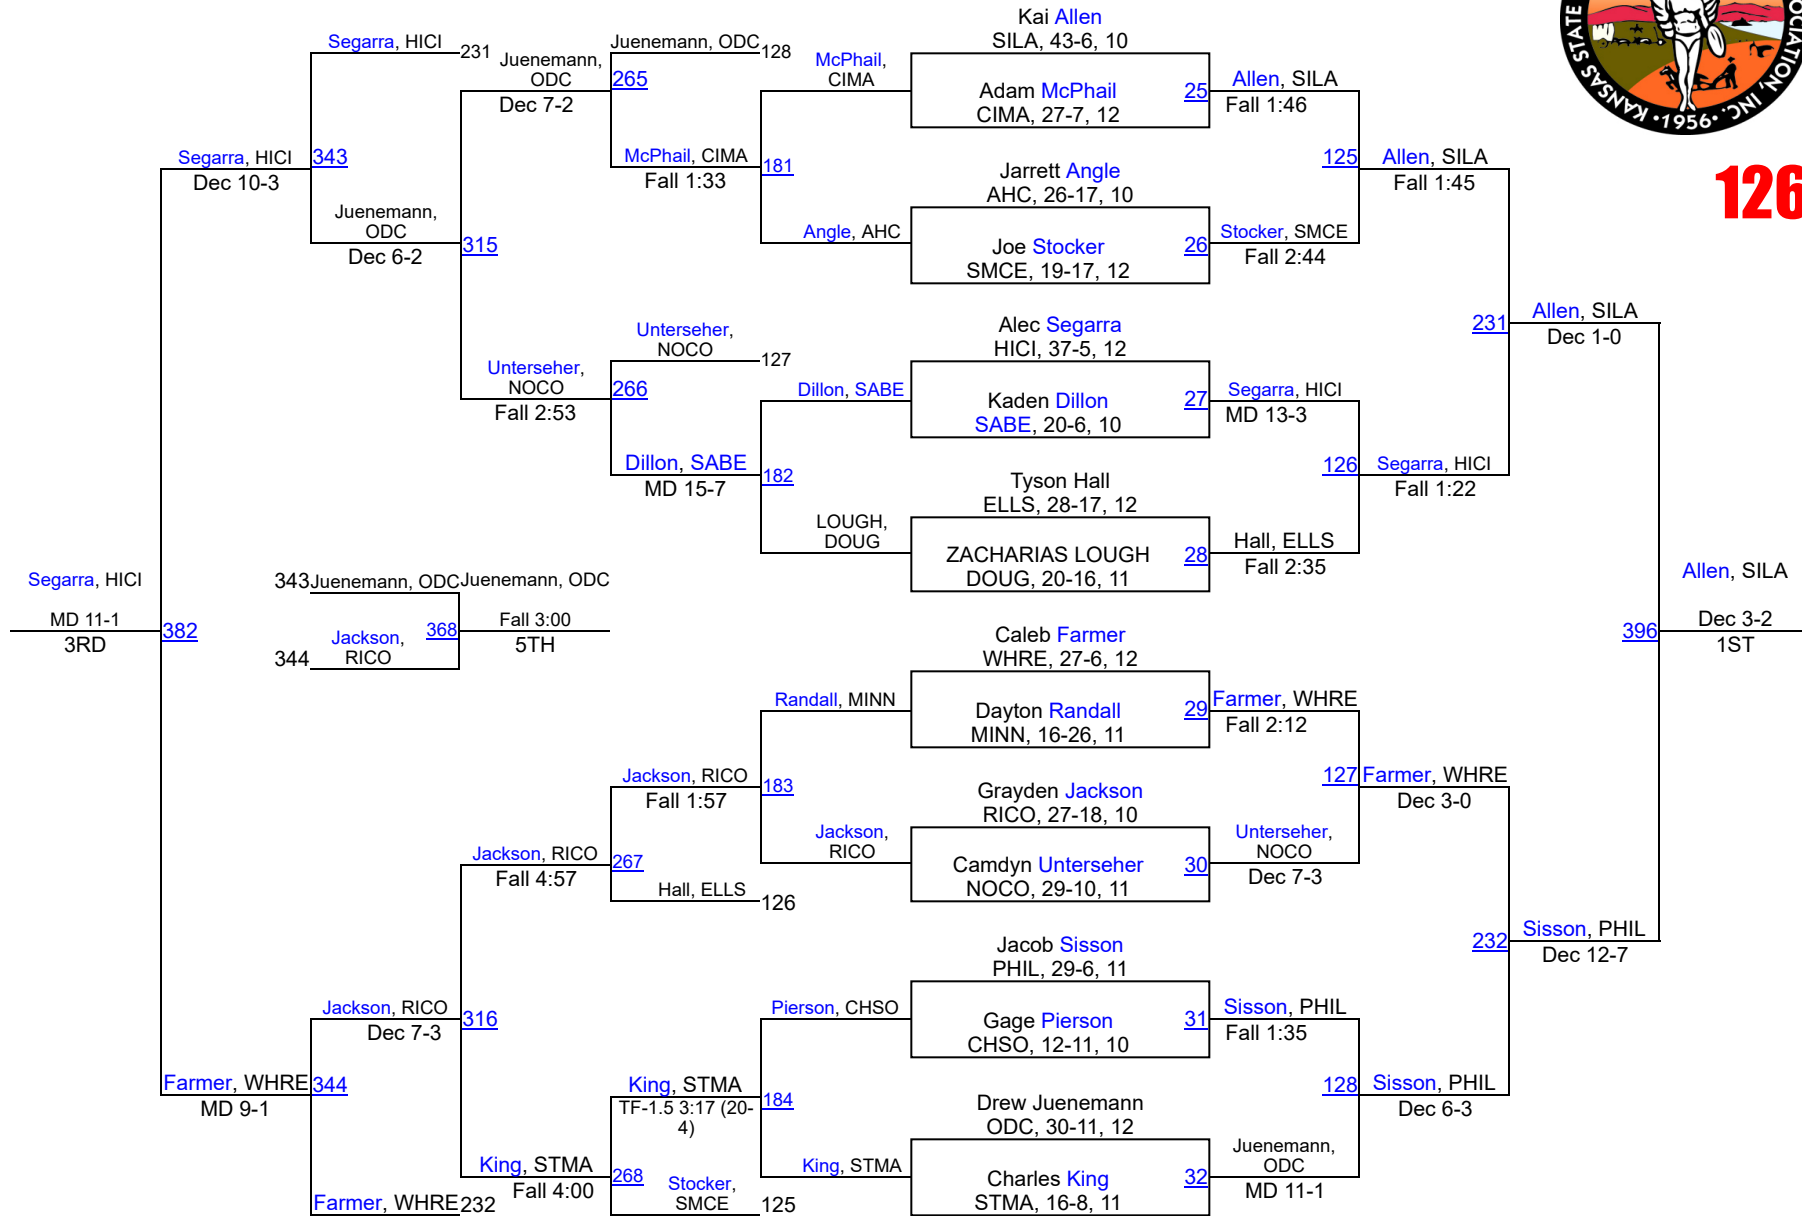 KANSAS STATE
OCIATION, INC.
•1956•
126
Kai Allen
SILA, 43-6, 10
Adam McPhail
CIMA, 27-7, 12
25
Jarrett Angle
AHC, 26-17, 10
Joe Stocker
SMCE, 19-17, 12
26
Alec Segarra
HICI, 37-5, 12
Kaden Dillon
SABE, 20-6, 10
27
Tyson Hall
ELLS, 28-17, 12
ZACHARIAS LOUGH
DOUG, 20-16, 11
28
Caleb Farmer
WHRE, 27-6, 12
Dayton Randall
MINN, 16-26, 11
29
Grayden Jackson
RICO, 27-18, 10
Camdyn Unterseher
NOCO, 29-10, 11
30
Jacob Sisson
PHIL, 29-6, 11
Gage Pierson
CHSO, 12-11, 10
31
Drew Juenemann
ODC, 30-11, 12
Charles King
STMA, 16-8, 11
32
Allen, SILA
Fall 1:46
125
Stocker, SMCE
Fall 2:44
Segarra, HICI
MD 13-3
126
Hall, ELLS
Fall 2:35
Farmer, WHRE
Fall 2:12
127
Unterseher,
NOCO
Dec 7-3
Sisson, PHIL
Fall 1:35
128
Juenemann,
ODC
MD 11-1
Allen, SILA
Fall 1:45
231
Segarra, HICI
Fall 1:22
Farmer, WHRE
Dec 3-0
232
Sisson, PHIL
Dec 6-3
Allen, SILA
Dec 1-0
396
Sisson, PHIL
Dec 12-7
Allen, SILA
Dec 3-2
1ST
McPhail,
CIMA
181
Angle, AHC
Dillon, SABE
182
LOUGH,
DOUG
Randall, MINN
183
Jackson,
RICO
Pierson, CHSO
184
King, STMA
Juenemann, ODC
128
265
McPhail, CIMA
Fall 1:33
Unterseher,
NOCO
127
266
Dillon, SABE
MD 15-7
Jackson, RICO
Fall 1:57
267
Hall, ELLS
126
King, STMA
TF-1.5 3:17 (20-
4)
268
Stocker,
SMCE
125
Juenemann,
ODC
Dec 7-2
315
Unterseher,
NOCO
Fall 2:53
Jackson, RICO
Fall 4:57
316
King, STMA
Fall 4:00
Segarra, HICI
231
343
Juenemann,
ODC
Dec 6-2
Jackson, RICO
Dec 7-3
344
Farmer, WHRE
232
Segarra, HICI
Dec 10-3
382
Farmer, WHRE
MD 9-1
Segarra, HICI
MD 11-1
3RD
343
Juenemann, ODC
368
344
Jackson,
RICO
Juenemann, ODC
Fall 3:00
5TH